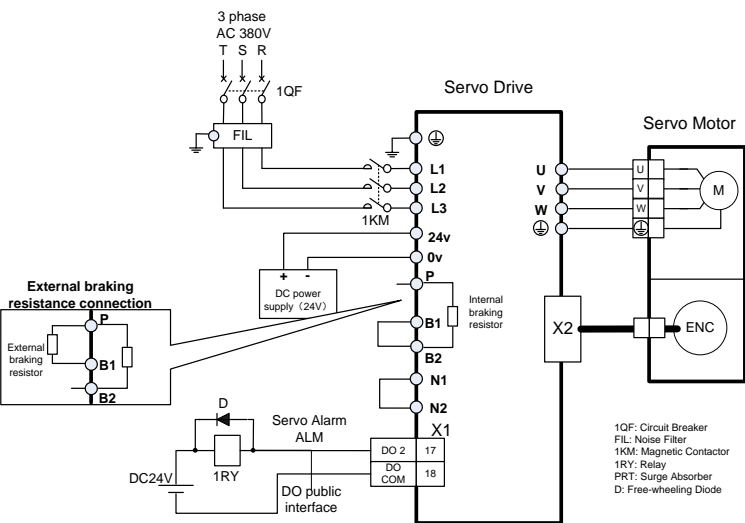 3 phase
AC 380V
T S R
1QF
Servo Drive
Servo Motor
FIL
L1
L2
L3
1KM
24v
0v
U
V
W
U
V
W
M
+ -
DC power
supply（24V）
External braking
resistance connection
P
External
braking
resistor
B1
B2
P
Internal
braking
resistor
B1
B2
N1
N2
X2
ENC
X1
D
Servo Alarm
ALM
DO 2
17
DO
COM
18
DC24V
1RY
DO public
interface
1QF: Circuit Breaker
FIL: Noise Filter
1KM: Magnetic Contactor
1RY: Relay
PRT: Surge Absorber
D: Free-wheeling Diode